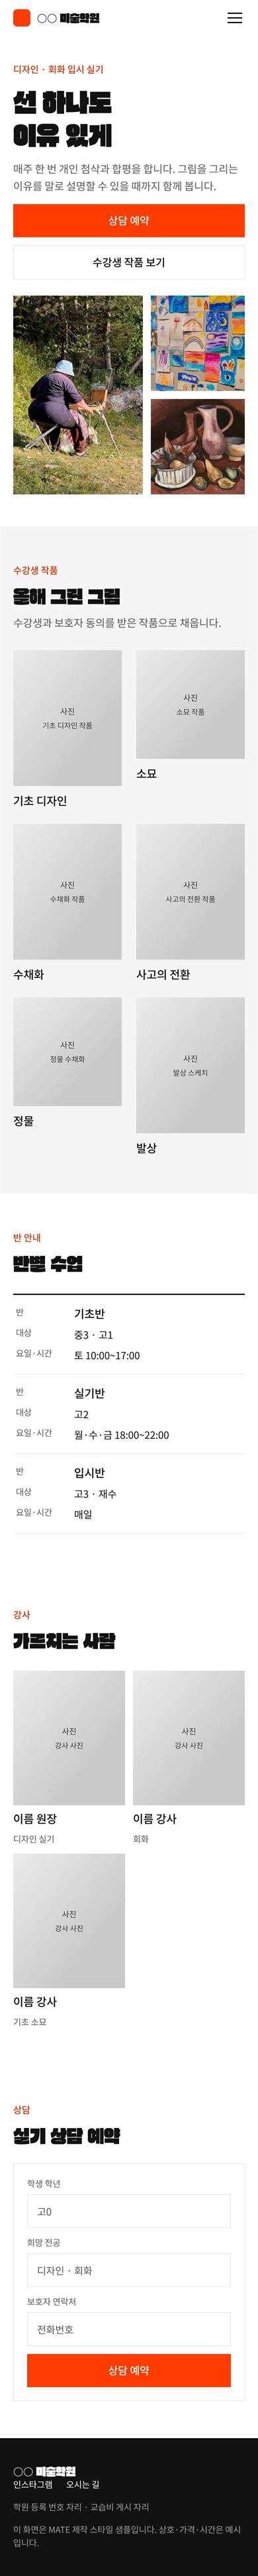 ○○ 미술학원
디자인 · 회화 입시 실기
선 하나도
이유 있게
매주 한 번 개인 첨삭과 합평을 합니다. 그림을 그리는
이유를 말로 설명할 수 있을 때까지 함께 봅니다.
상담 예약
수강생 작품 보기
수강생 작품
올해 그린 그림
수강생과 보호자 동의를 받은 작품으로 채웁니다.
사진
기초 디자인 작품
기초 디자인
사진
소묘 작품
소묘
사진
수채화 작품
수채화
사진
사고의 전환 작품
사고의 전환
사진
정물 수채화
정물
사진
발상 스케치
발상
반 안내
반별 수업
반 기초반
대상 중3 · 고1
요일·시간 토 10:00~17:00
반 실기반
대상 고2
요일·시간 월·수·금 18:00~22:00
반 입시반
대상 고3 · 재수
요일·시간 매일
강사
가르치는 사람
사진
강사 사진
이름 원장
디자인 실기
사진
강사 사진
이름 강사
회화
사진
강사 사진
이름 강사
기초 소묘
상담
실기 상담 예약
학생 학년
고0
희망 전공
디자인 · 회화
보호자 연락처
전화번호
상담 예약
○○ 미술학원
인스타그램 오시는 길
학원 등록 번호 자리 · 교습비 게시 자리
이 화면은 MATE 제작 스타일 샘플입니다. 상호·가격·시간은 예시
입니다.